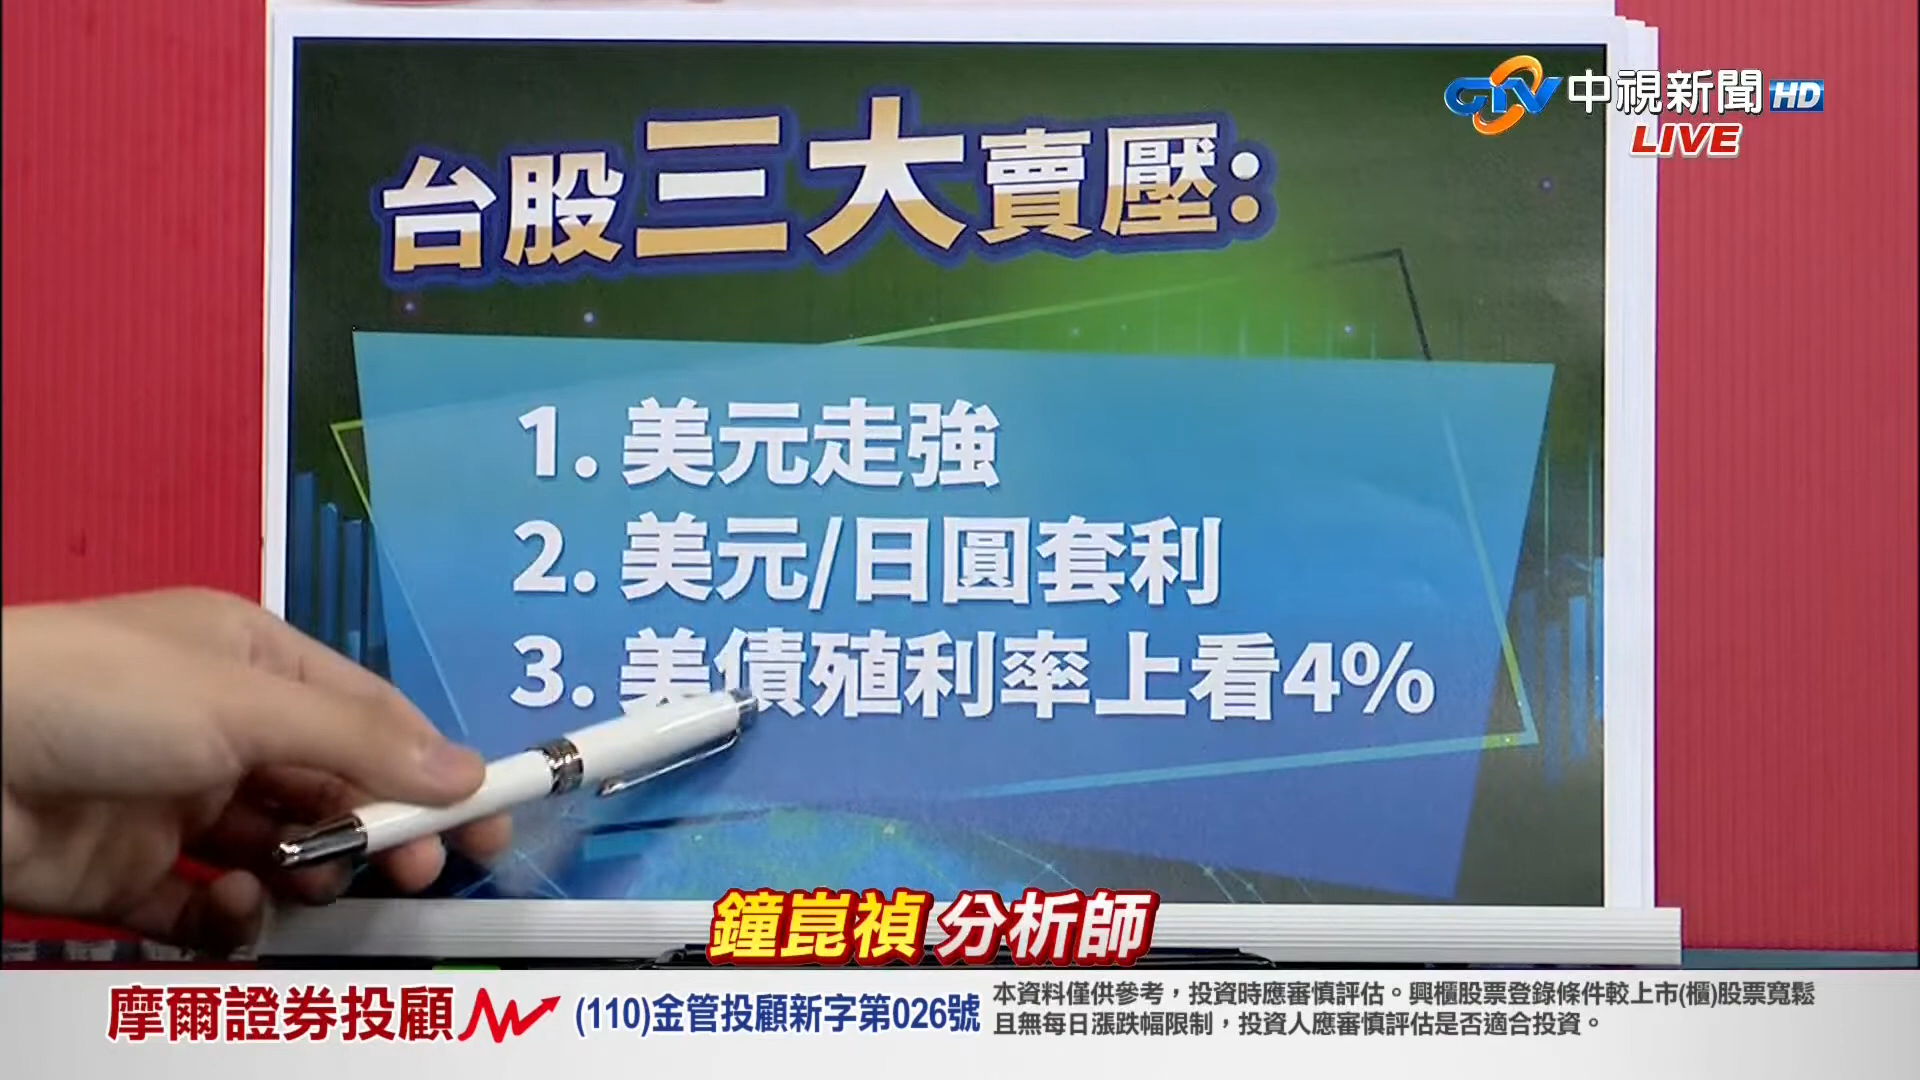 台股三大賣壓:
CTV中視新聞HD
LIVE
1. 美元走強
2. 美元/日圓套利
3. 美債殖利率上看4%
鐘崑禎 分析師
摩爾證券投顧
(110)金管投顧新字第026號
本資料僅供參考，投資時應審慎評估。興櫃股票登錄條件較上市(櫃)股票寬鬆
且無每日漲跌幅限制，投資人應審慎評估是否適合投資。